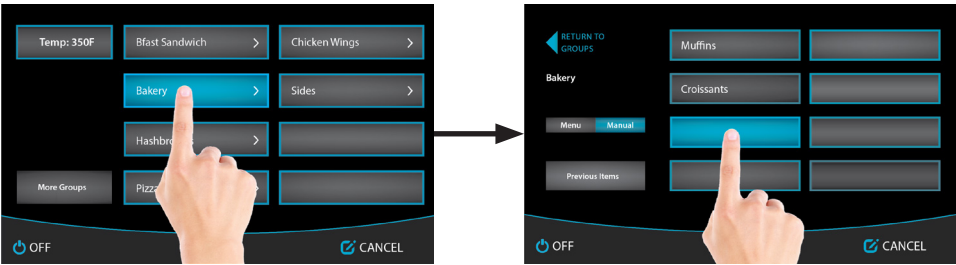 Temp: 350F
Bfast Sandwich
Chicken Wings
Bakery
Sides
Pizza
More Groups
OFF
CANCEL
RETURN TO
GROUPS
Muffins
Bakery
Croissants
Menu
Manual
Previous Items
OFF
CANCEL